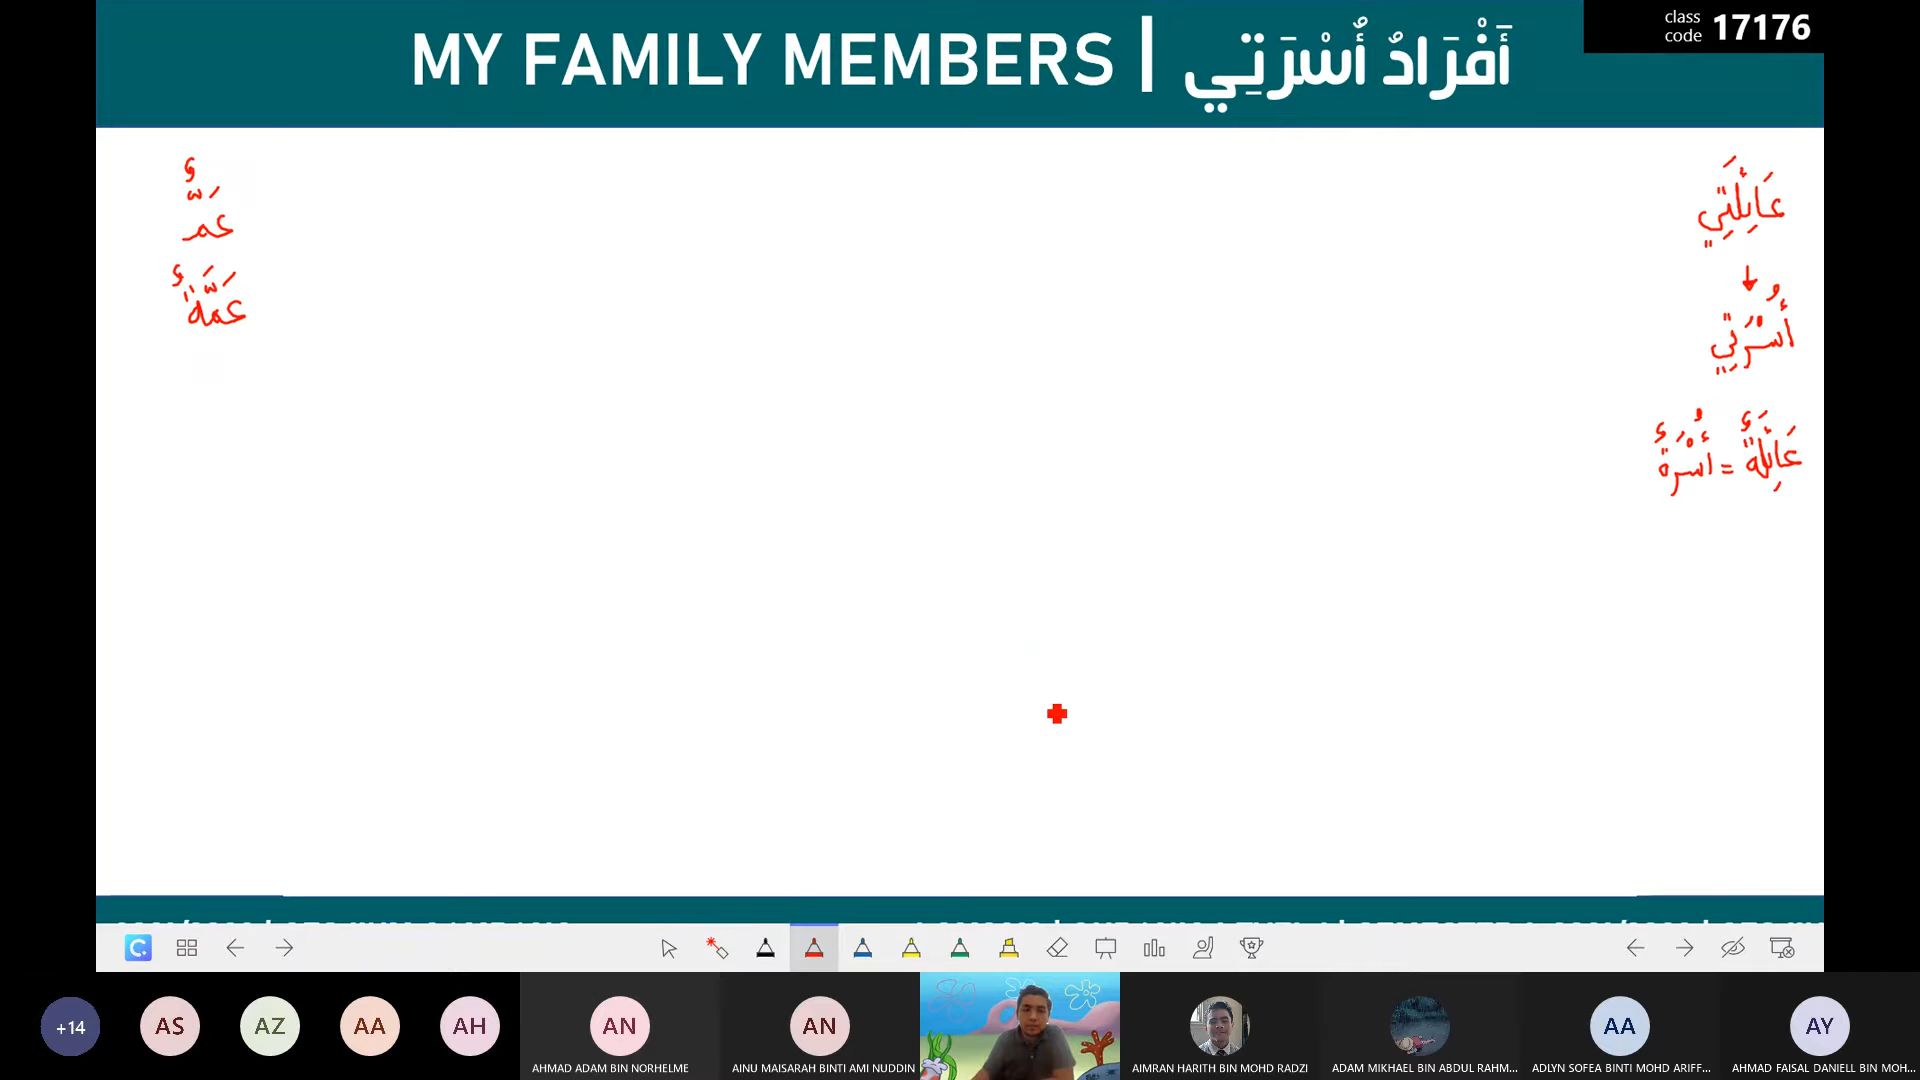 MY FAMILY MEMBERS | أَفْرَادُ أُسْرَتِي
class code 17176
عَمٌّ
عَمَّةٌ
عَائِلَتِي
أُسْرَتِي
عَائِلَةٌ = أُسْرَةٌ
+14
AS
AZ
AA
AH
AN
AHMAD ADAM BIN NORHELME
AN
AINU MAISARAH BINTI AMI NUDDIN
AIMRAN HARITH BIN MOHD RADZI
ADAM MIKHAEL BIN ABDUL RAHM...
AA
ADLYN SOFEA BINTI MOHD ARIFF...
AY
AHMAD FAISAL DANIELL BIN MOH...